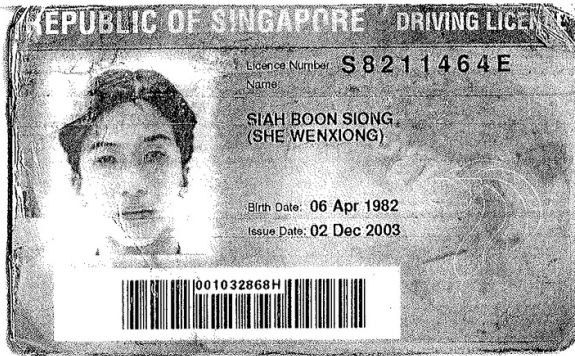 REPUBLIC OF SINGAPORE DRIVING LICENCE
Licence Number: S8211464E
Name:
SIAH BOON SIONG
(SHE WENXIONG)
Birth Date: 06 Apr 1982
Issue Date: 02 Dec 2003
001032868H